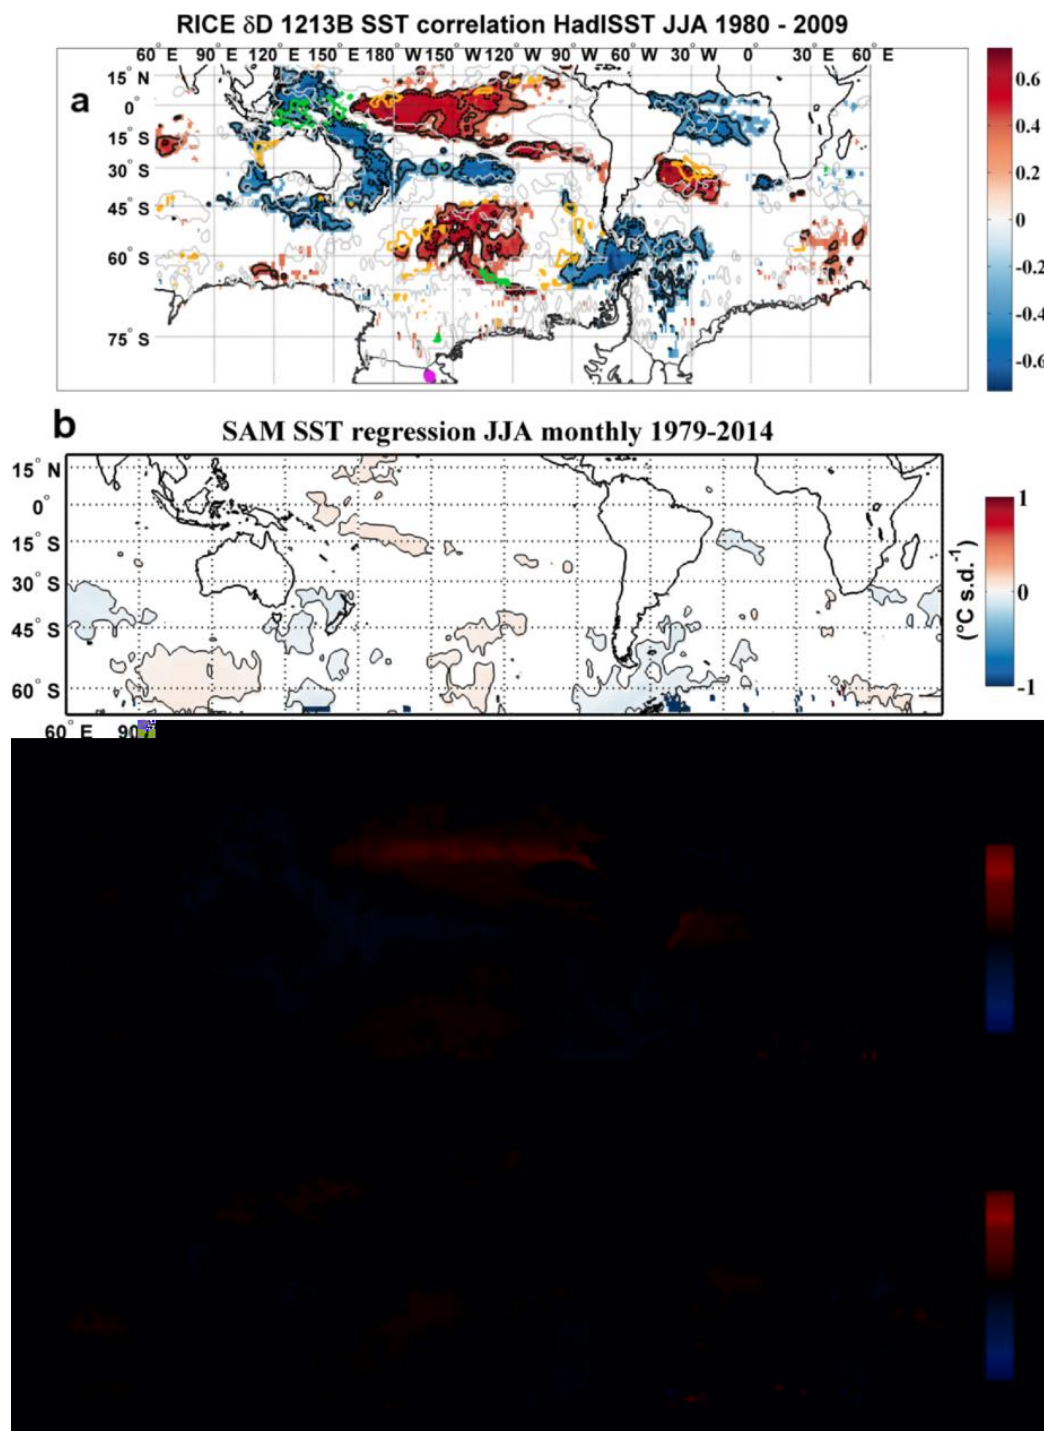 RICE δD 1213B SST correlation HadISST JJA 1980 - 2009
60° E 90° E 120° E 150° E 180° W 150° W 120° W 90° W 60° W 30° W 0° 30° E 60° E
a
15° N
0°
15° S
30° S
45° S
60° S
75° S
0.6
0.4
0.2
0
-0.2
-0.4
-0.6
b
SAM SST regression JJA monthly 1979-2014
15° N
0°
15° S
30° S
45° S
60° S
1
0
-1
(°C s.d.⁻¹)
60° E 90